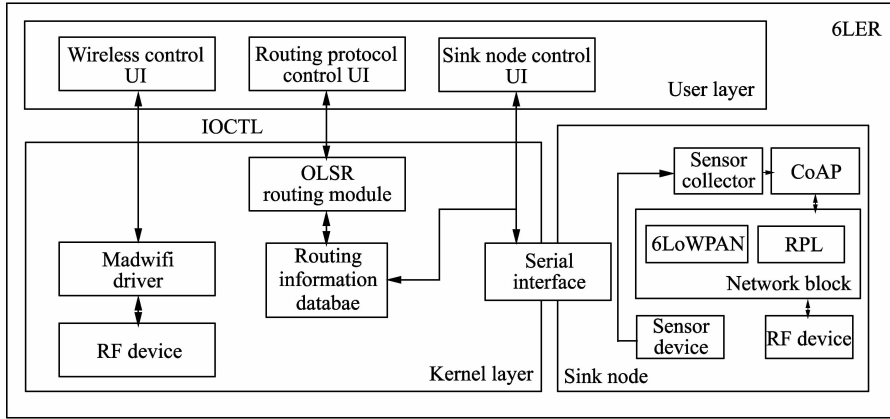 6LER
Wireless control
UI
Routing protocol
control UI
Sink node control
UI
User layer
IOCTL
OLSR
routing module
Madwifi
driver
Routing
information
databae
RF device
Kernel layer
Serial
interface
Sensor
collector
CoAP
6LoWPAN
RPL
Network block
Sensor
device
RF device
Sink node